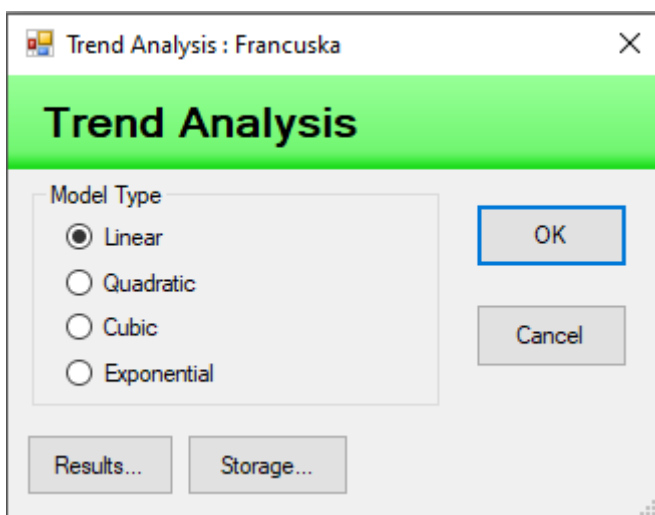 Trend Analysis : Francuska
Trend Analysis
Model Type
Linear
OK
Quadratic
Cubic
Cancel
Exponential
Results...
Storage...